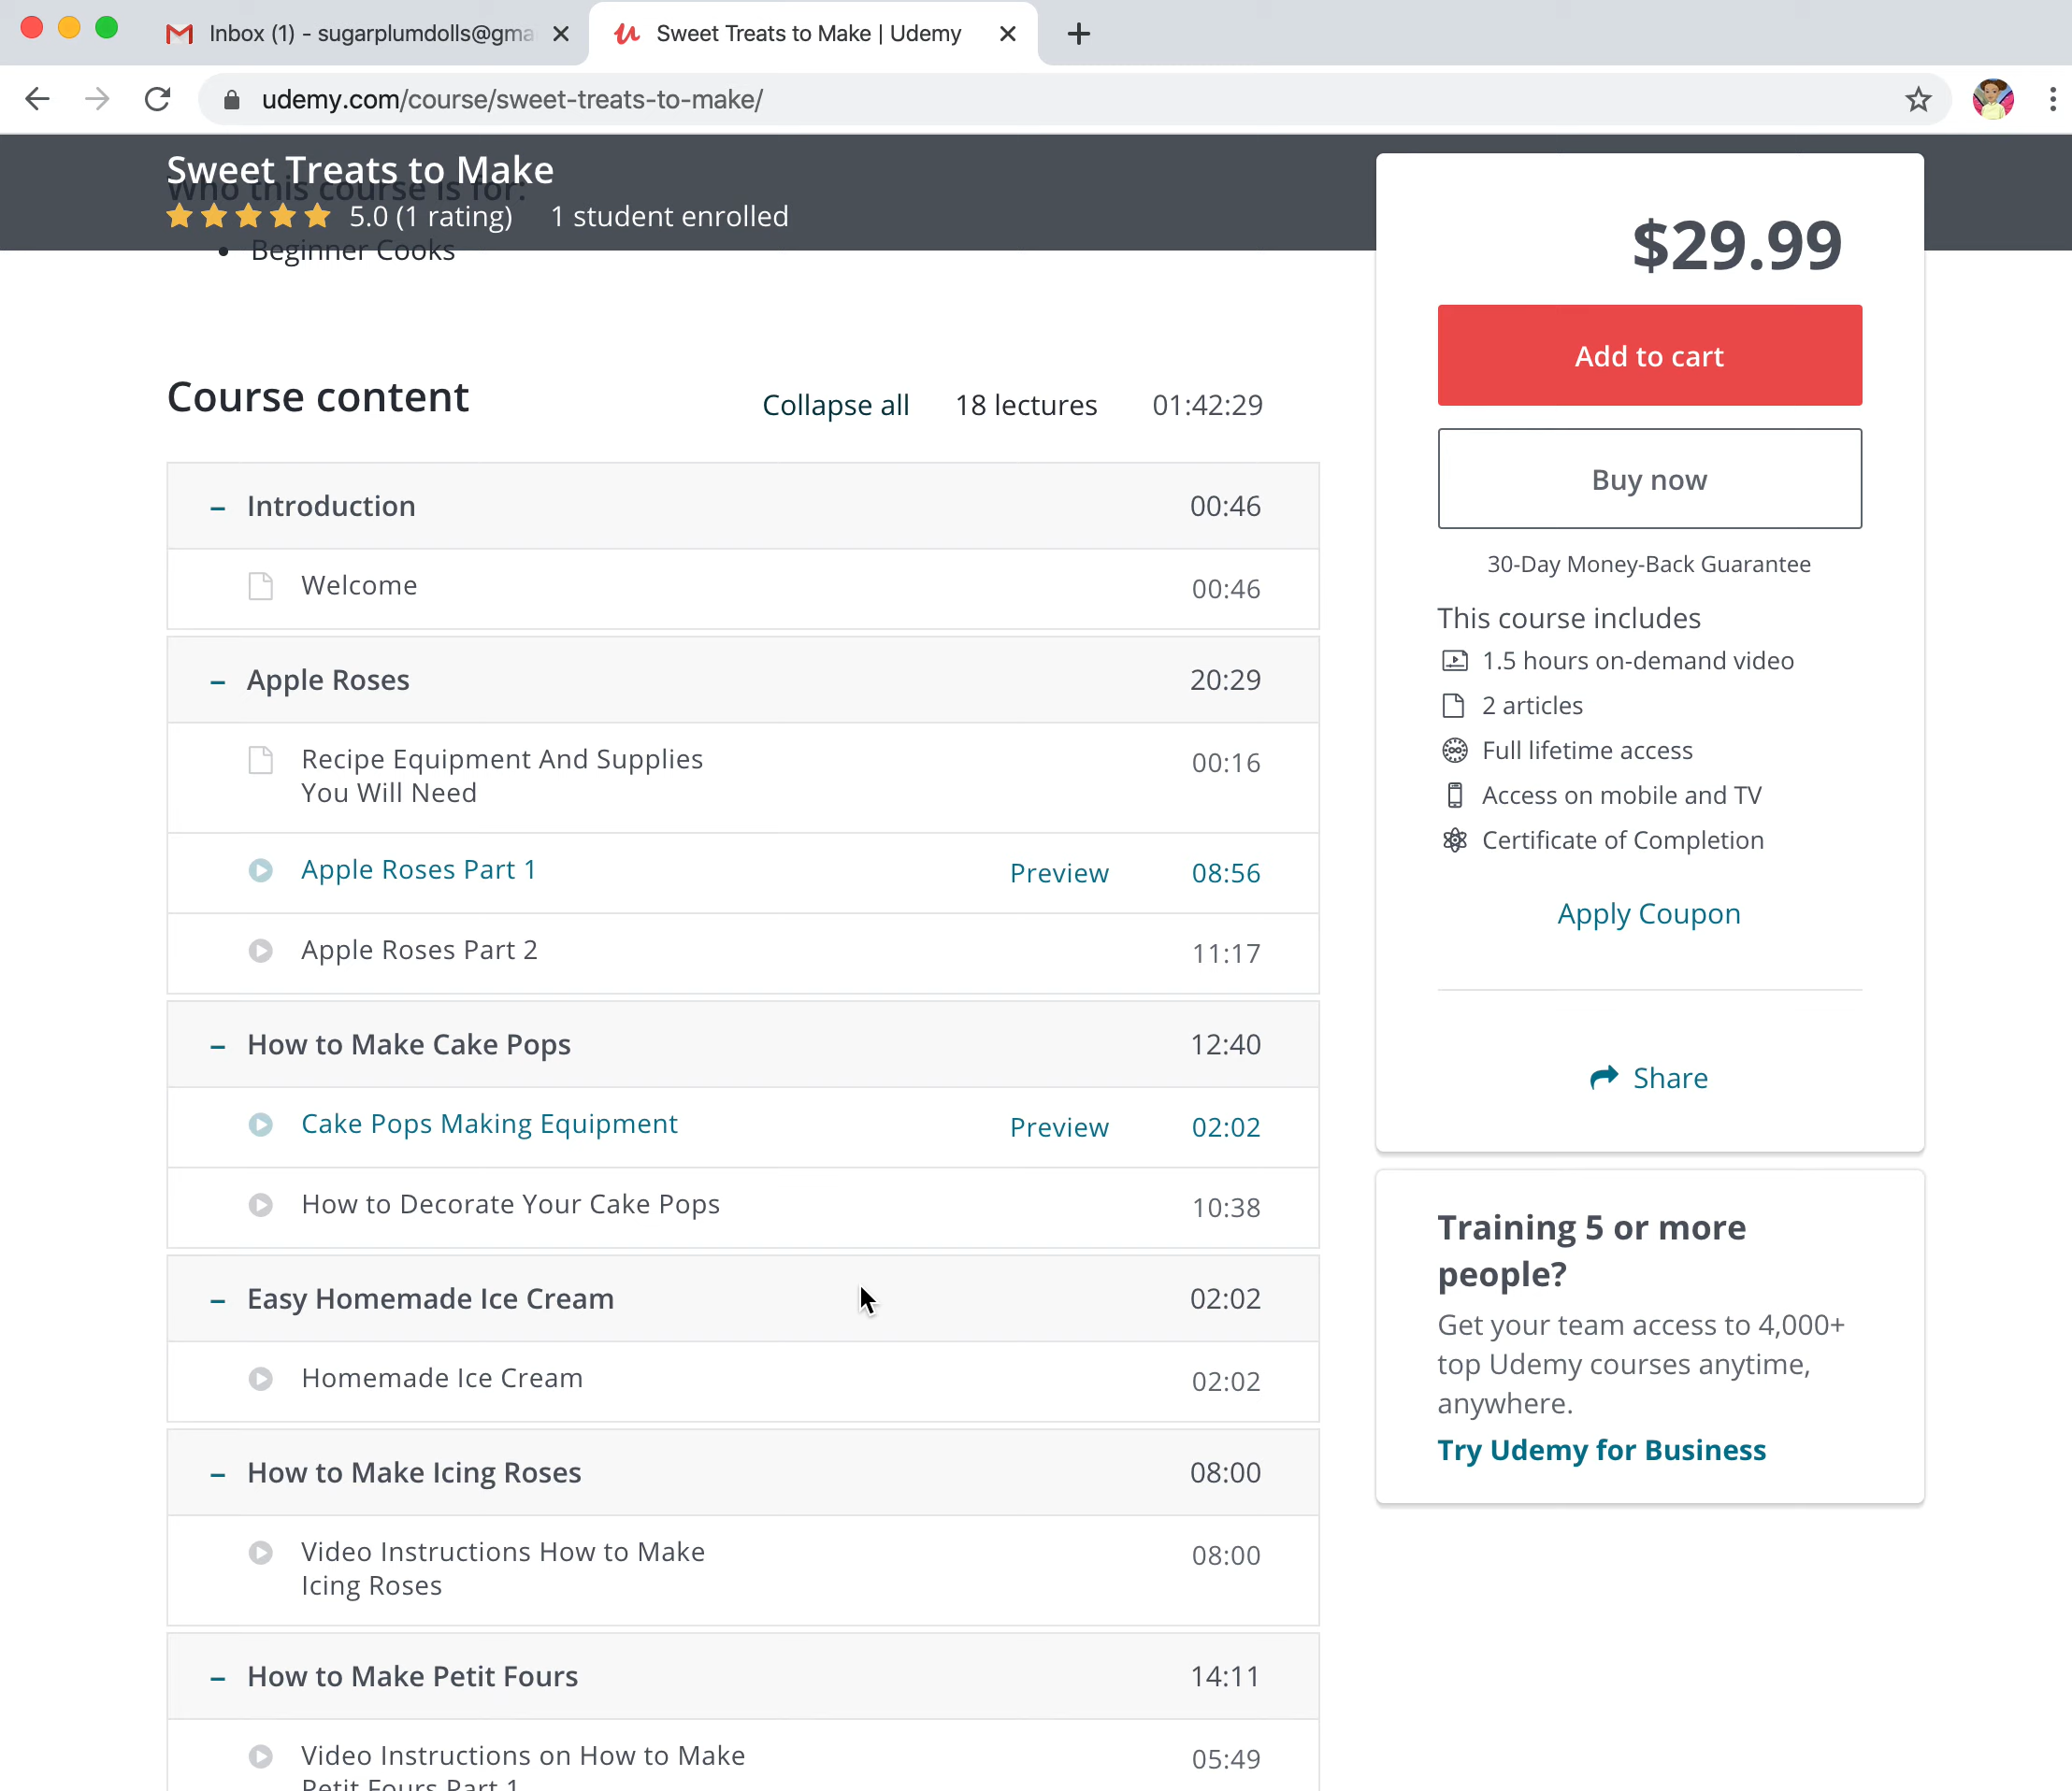 Inbox (1) - sugarplumdolls@gma
Sweet Treats to Make | Udemy
udemy.com/course/sweet-treats-to-make/
Sweet Treats to Make
Who this course is for:
5.0 (1 rating) 1 student enrolled
Beginner Cooks
Course content Collapse all 18 lectures 01:42:29
– Introduction 00:46
Welcome 00:46
– Apple Roses 20:29
Recipe Equipment And Supplies 00:16
You Will Need
Apple Roses Part 1 Preview 08:56
Apple Roses Part 2 11:17
– How to Make Cake Pops 12:40
Cake Pops Making Equipment Preview 02:02
How to Decorate Your Cake Pops 10:38
– Easy Homemade Ice Cream 02:02
Homemade Ice Cream 02:02
– How to Make Icing Roses 08:00
Video Instructions How to Make 08:00
Icing Roses
– How to Make Petit Fours 14:11
Video Instructions on How to Make 05:49
Petit Fours Part 1
$29.99
Add to cart
Buy now
30-Day Money-Back Guarantee
This course includes
1.5 hours on-demand video
2 articles
Full lifetime access
Access on mobile and TV
Certificate of Completion
Apply Coupon
Share
Training 5 or more
people?
Get your team access to 4,000+
top Udemy courses anytime,
anywhere.
Try Udemy for Business